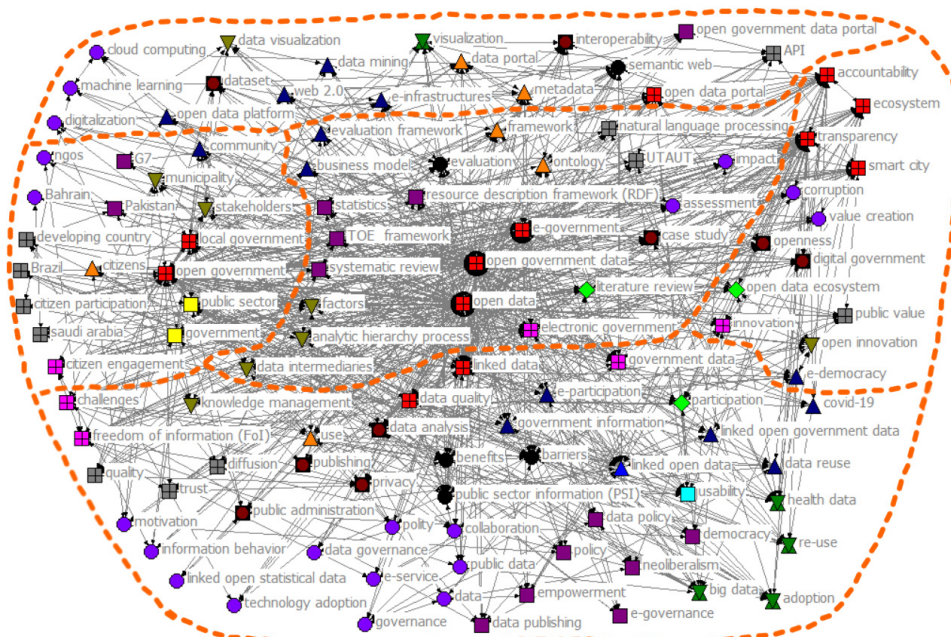 open government data portal
data visualization
visualization
interoperability
cloud computing
API
data mining
data portal
semantic web
accountability
dataset
machine learning
web 2.0
e-infrastructures
metadata
open data portal
ecosystem
open data platform
digitalization
evaluation framework
framework
natural language processing
transparency
community
ngos
G7
business model
evaluation
ontology
UTAUT
impact
smart city
municipality
corruption
Bahrain
Pakistan
stakeholders
statistics
resource description framework (RDF)
assessment
value creation
e-government
developing country
local government
TOE framework
case study
openness
open government data
digital government
Brazil
citizens
open government
systematic review
literature review
open data ecosystem
citizen participation
public sector
factors
open data
public value
saudi arabia
government
analytic hierarchy process
electronic government
innovation
open innovation
citizen engagement
data intermediaries
linked data
government data
e-democracy
challenges
knowledge management
data quality
e-participation
participation
covid-19
freedom of information (FoI)
use
data analysis
government information
linked open government data
quality
diffusion
publishing
benefits
barriers
linked open data
data reuse
trust
privacy
public sector information (PSI)
usability
health data
public administration
motivation
polity
collaboration
data policy
democracy
re-use
information behavior
data governance
policy
public data
neoliberalism
linked open statistical data
e-service
big data
technology adoption
data
empowerment
adoption
governance
data publishing
e-governance